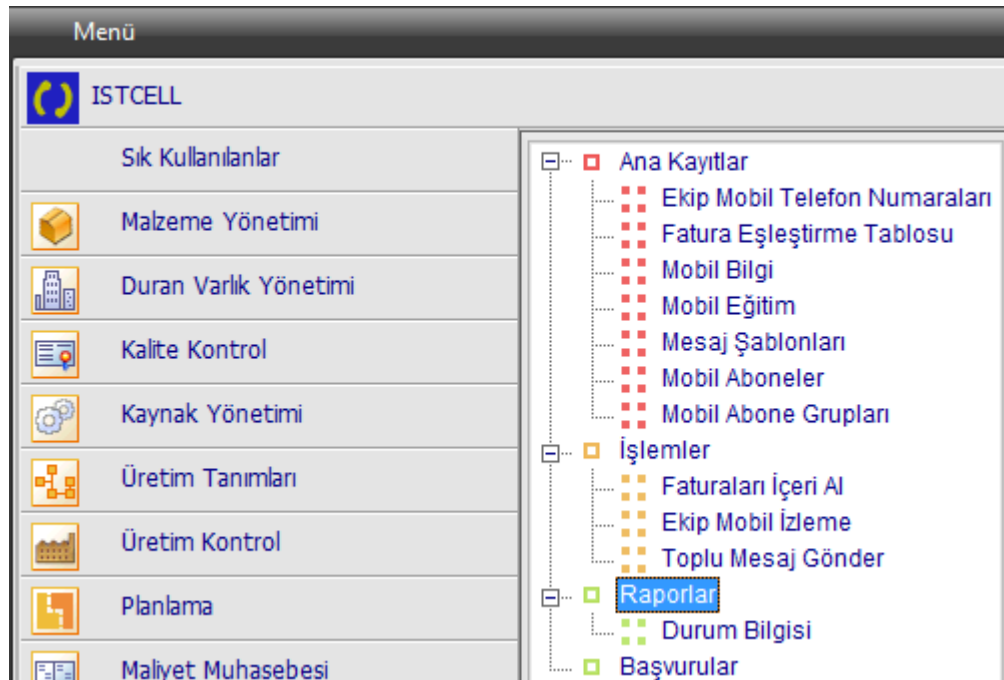 Menü
ISTCELL
Sık Kullanılanlar
Malzeme Yönetimi
Duran Varlık Yönetimi
Kalite Kontrol
Kaynak Yönetimi
Üretim Tanımları
Üretim Kontrol
Planlama
Maliyet Muhasebesi
Ana Kayıtlar
Ekip Mobil Telefon Numaraları
Fatura Eşleştirme Tablosu
Mobil Bilgi
Mobil Eğitim
Mesaj Şablonları
Mobil Aboneler
Mobil Abone Grupları
İşlemler
Faturaları İçeri Al
Ekip Mobil İzleme
Toplu Mesaj Gönder
Raporlar
Durum Bilgisi
Başvurular